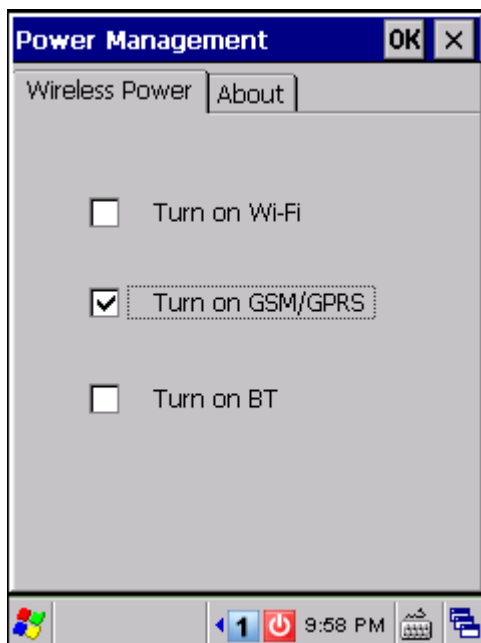 Power Management OK ×
Wireless Power About
Turn on Wi-Fi
Turn on GSM/GPRS
Turn on BT
1 9:58 PM